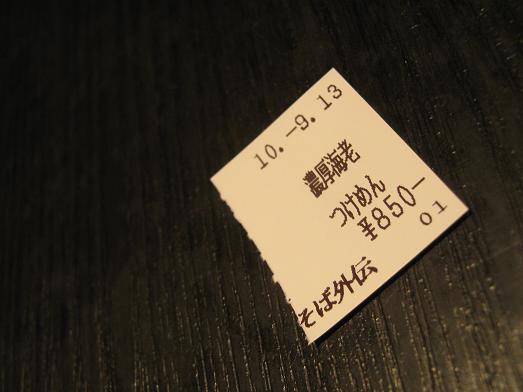 10.-9.13
濃厚海老
つけめん
¥850-
01
そば外伝